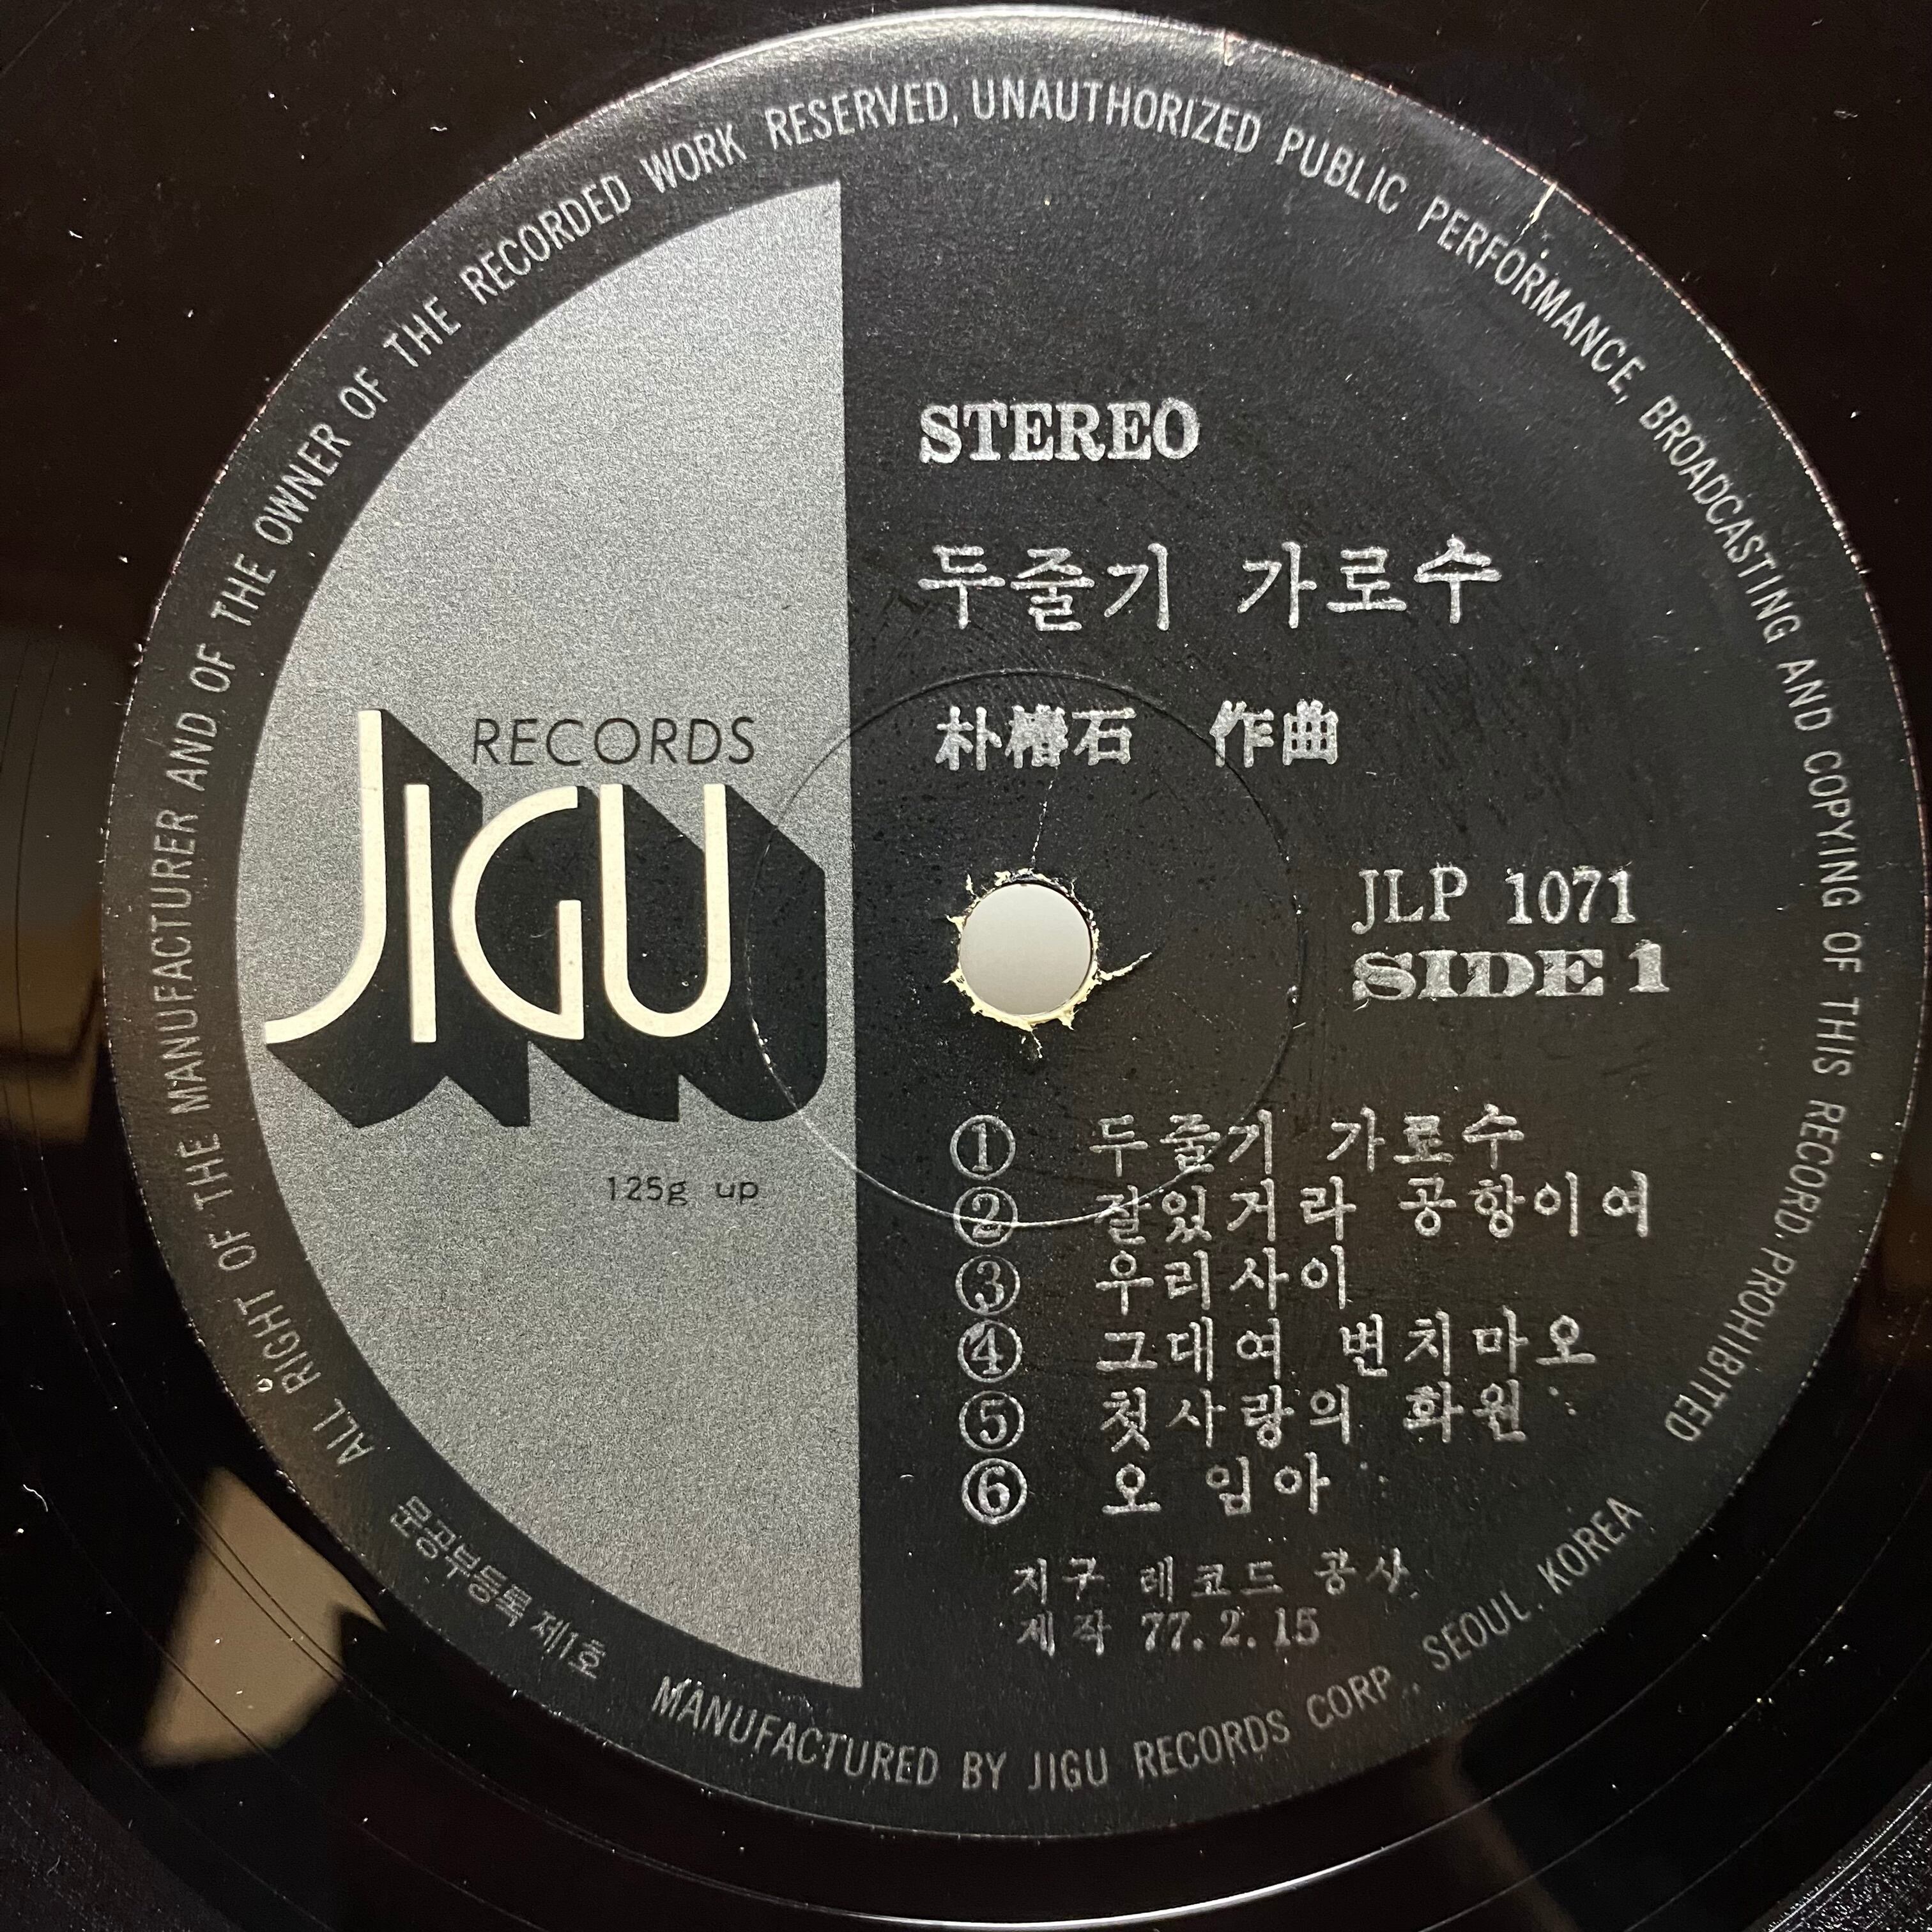 ALL RIGHT OF THE MANUFACTURER AND OF THE OWNER OF THE RECORDED WORK RESERVED, UNAUTHORIZED PUBLIC PERFORMANCE, BROADCASTING AND COPYING OF THIS RECORD. PROHIBITED
STEREO
두줄기 가로수
朴椿石 作曲
RECORDS
JIGU
JLP 1071
SIDE 1
125g up
① 두줄기 가로수
② 잘있거라 공항이여
③ 우리사이
④ 그대여 변치마오
⑤ 첫사랑의 화원
⑥ 오 임아
지구 레코드 공사
제작 77.2.15
문공부등록 제1호
MANUFACTURED BY JIGU RECORDS CORP., SEOUL. KOREA